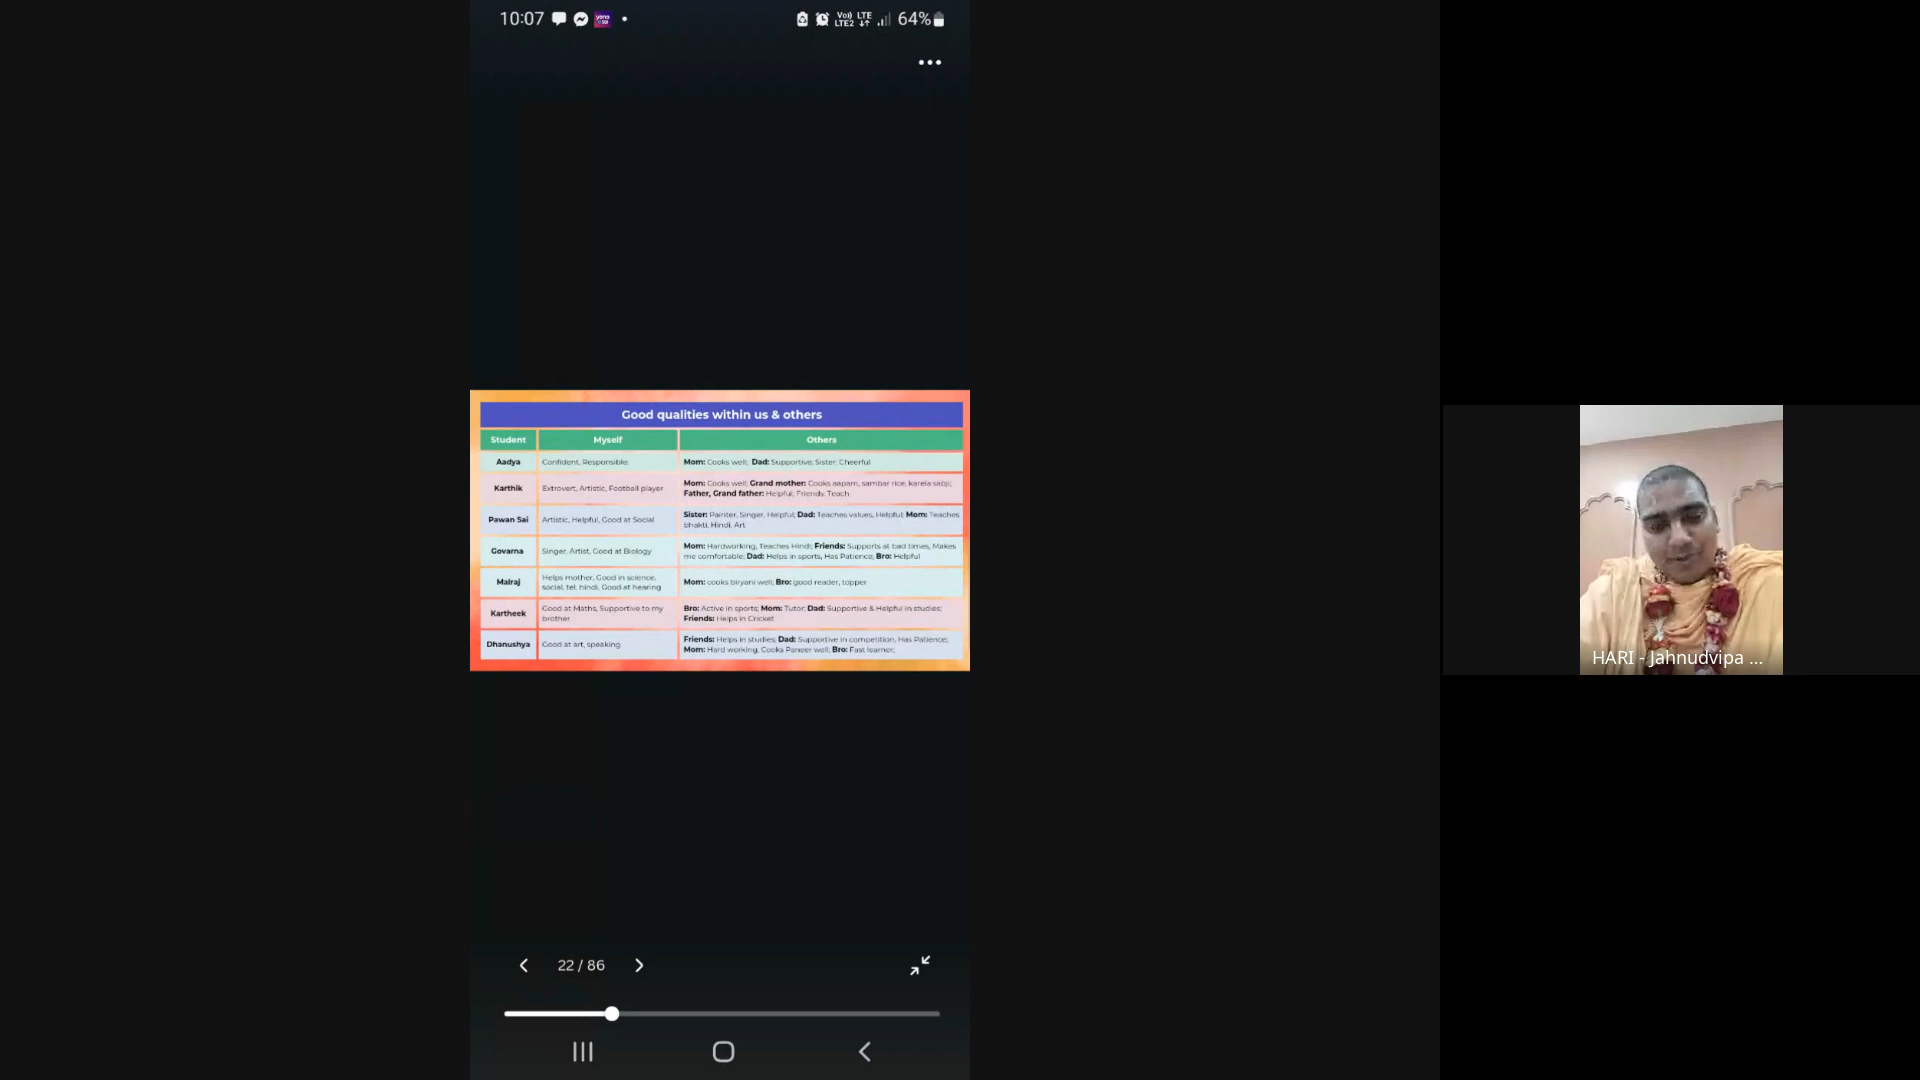 10:07
yono
SBI
Vo)) LTE
LTE2
64%
Good qualities within us & others
Student Myself Others
Aadya Confident, Responsible, Mom: Cooks well; Dad: Supportive; Sister: Cheerful
Karthik Extrovert, Artistic, Football player Mom: Cooks well; Grand mother: Cooks aapam, sambar rice, karela sabji;
Father, Grand father: Helpful; Friends: Teach
Pawan Sai Artistic, Helpful, Good at Social Sister: Painter, Singer, Helpful; Dad: Teaches values, Helpful; Mom: Teaches
bhakti, Hindi, Art
Govarna Singer, Artist, Good at Biology Mom: Hardworking, Teaches Hindi; Friends: Supports at bad times, Makes
me comfortable; Dad: Helps in sports, Has Patience; Bro: Helpful
Malraj Helps mother, Good in science,
social, tel, hindi, Good at hearing Mom: cooks biryani well; Bro: good reader, topper
Kartheek Good at Maths, Supportive to my
brother. Bro: Active in sports; Mom: Tutor; Dad: Supportive & Helpful in studies;
Friends: Helps in Cricket
Dhanushya Good at art, speaking Friends: Helps in studies; Dad: Supportive in competition, Has Patience;
Mom: Hard working, Cooks Paneer well; Bro: Fast learner;
22 / 86
HARI - Jahnudvipa ...